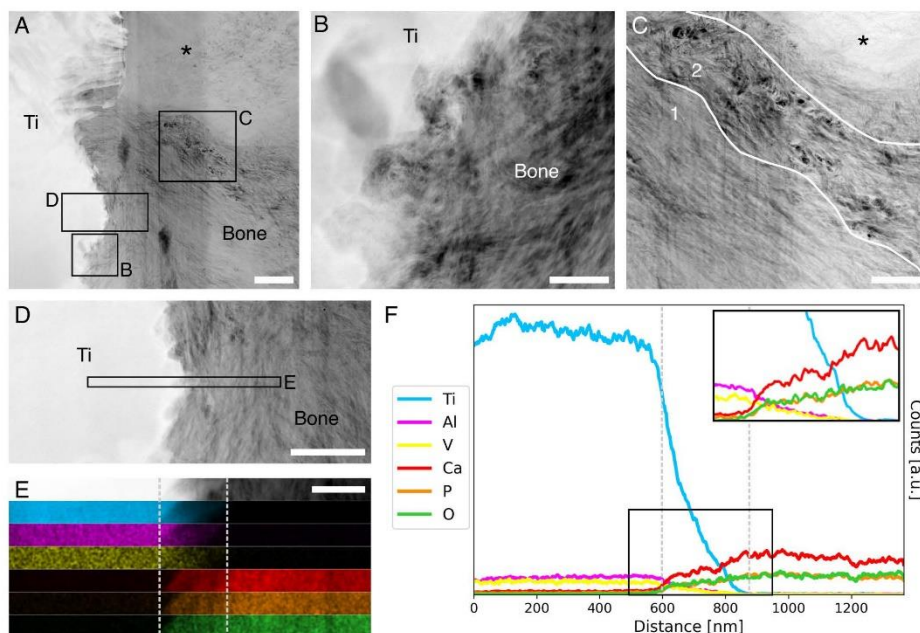 A
Ti
*
C
D
B
Bone
B
Ti
Bone
C
*
2
1
D
Ti
E
Bone
E
F
Ti
Al
V
Ca
P
O
Counts [a.u.]
0 200 400 600 800 1000 1200
Distance [nm]